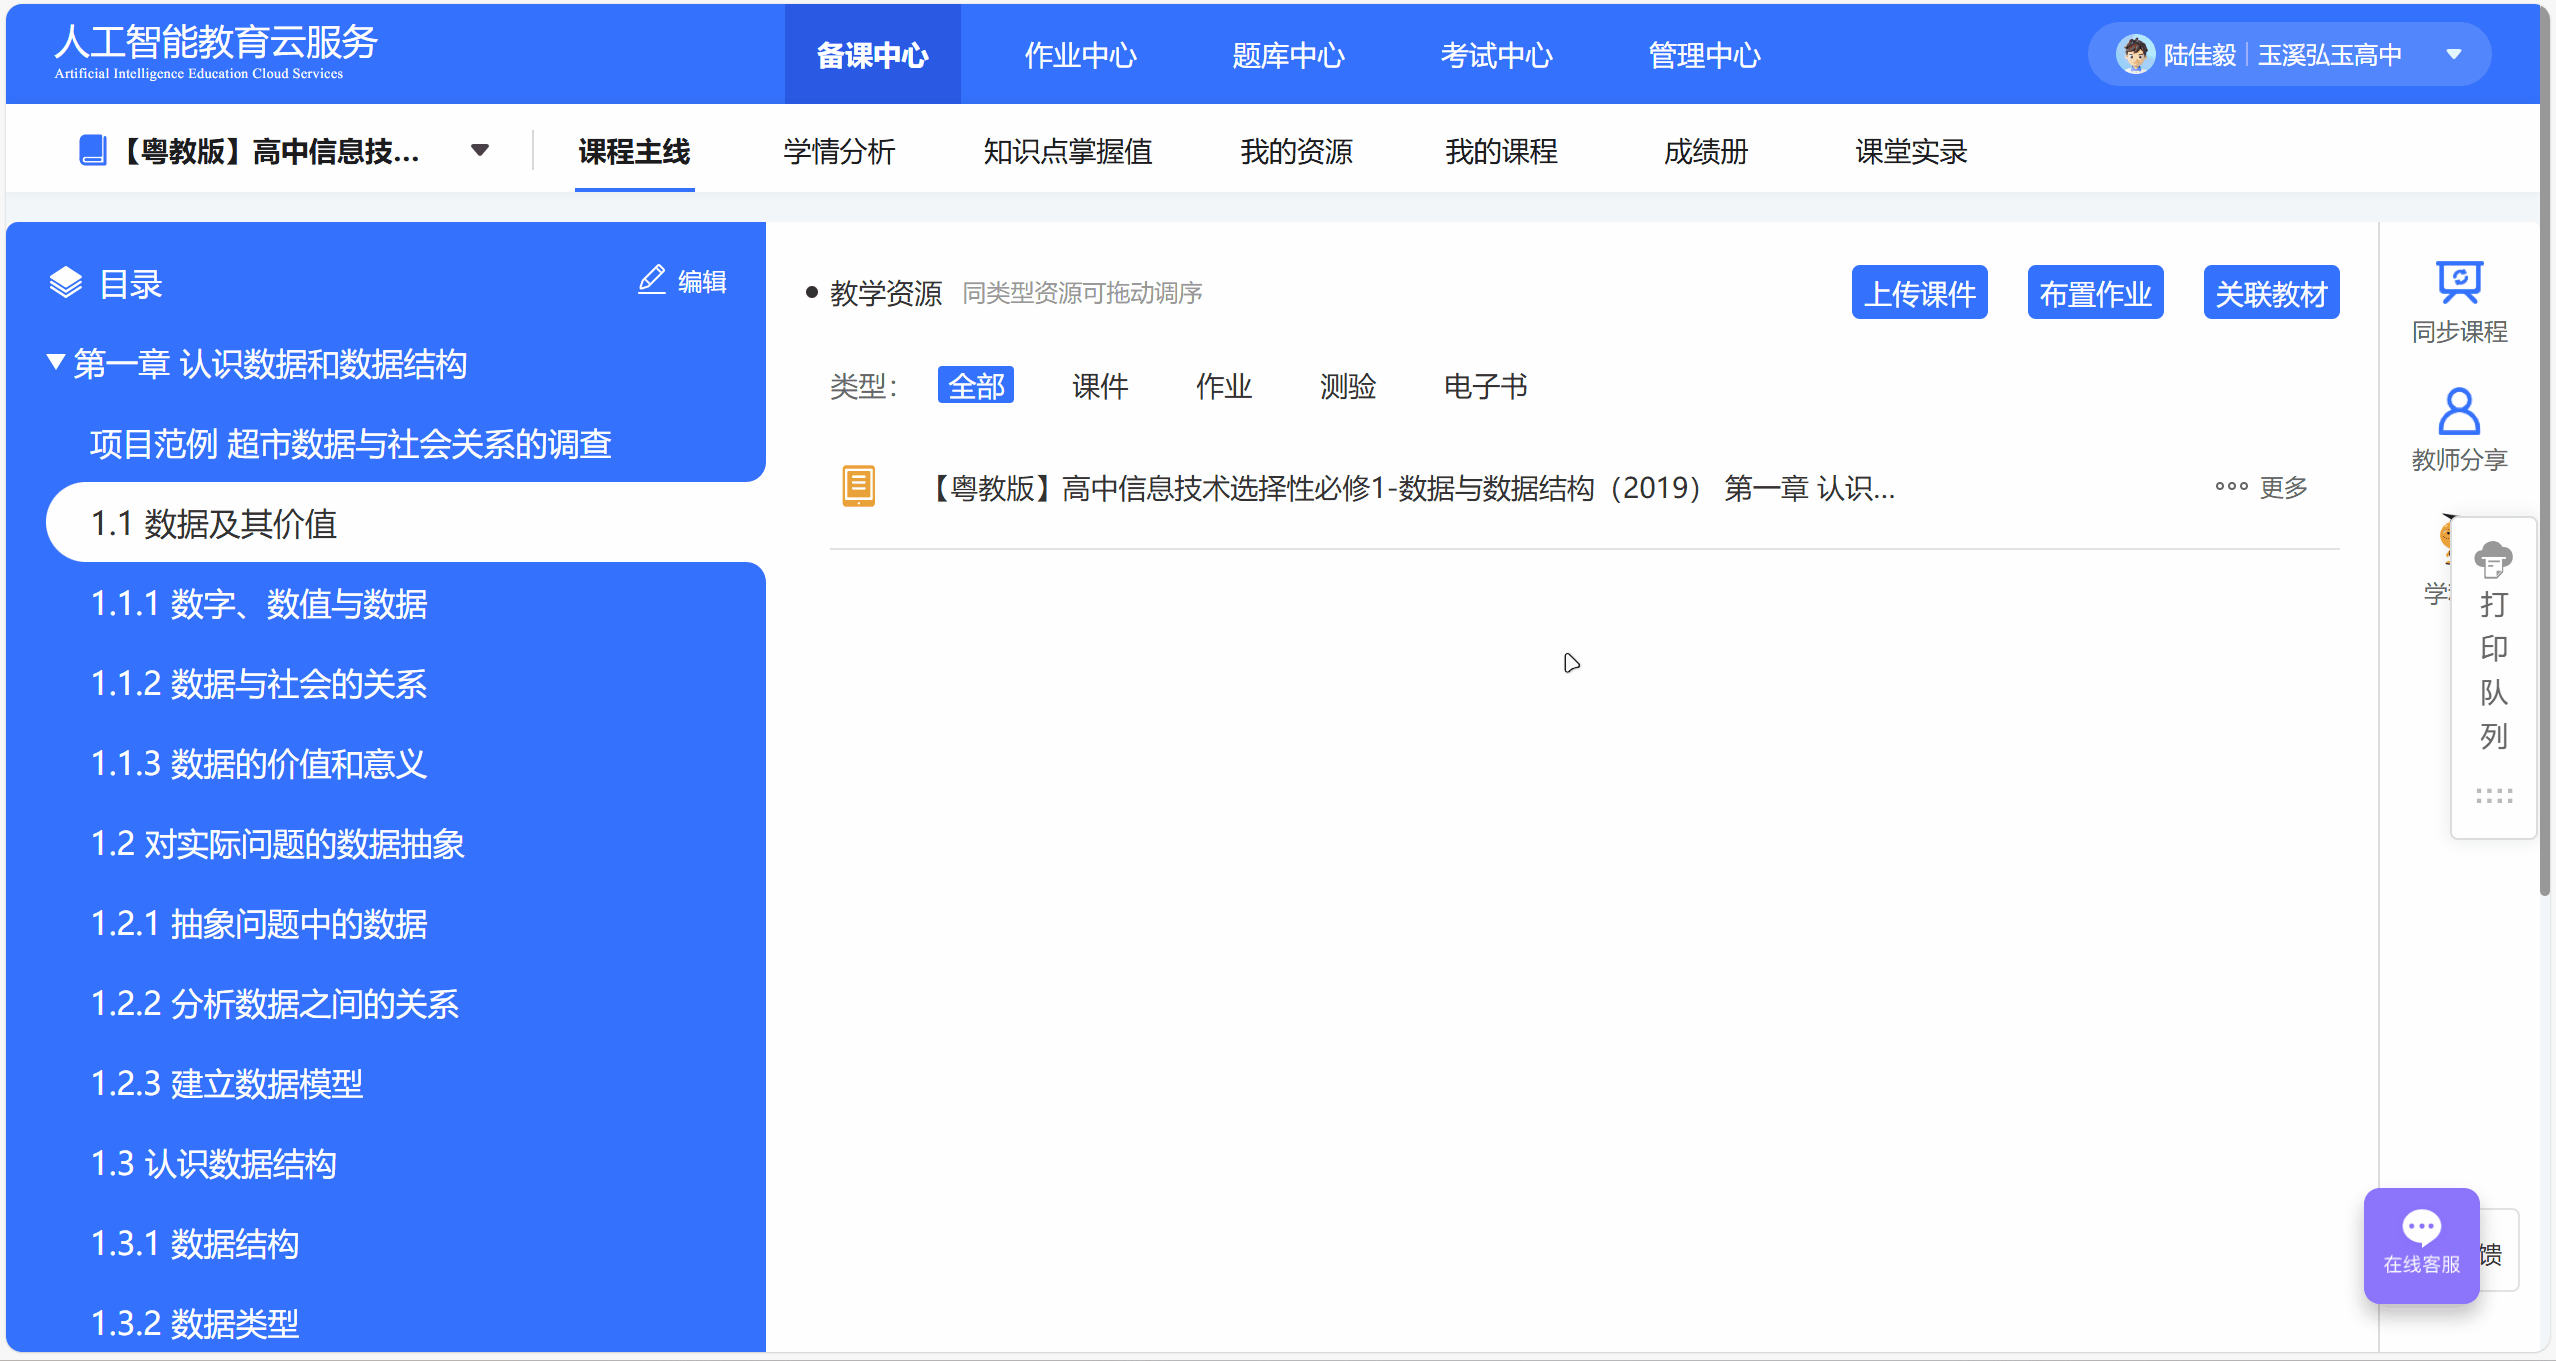 人工智能教育云服务
Artificial Intelligence Education Cloud Services
备课中心
作业中心
题库中心
考试中心
管理中心
陆佳毅
玉溪弘玉高中
【粤教版】高中信息技...
课程主线
学情分析
知识点掌握值
我的资源
我的课程
成绩册
课堂实录
目录
编辑
第一章 认识数据和数据结构
项目范例 超市数据与社会关系的调查
1.1 数据及其价值
1.1.1 数字、数值与数据
1.1.2 数据与社会的关系
1.1.3 数据的价值和意义
1.2 对实际问题的数据抽象
1.2.1 抽象问题中的数据
1.2.2 分析数据之间的关系
1.2.3 建立数据模型
1.3 认识数据结构
1.3.1 数据结构
1.3.2 数据类型
教学资源
同类型资源可拖动调序
上传课件
布置作业
关联教材
类型：
全部
课件
作业
测验
电子书
【粤教版】高中信息技术选择性必修1-数据与数据结构（2019） 第一章 认识...
更多
同步课程
教师分享
学
打
印
队
列
在线客服
馈